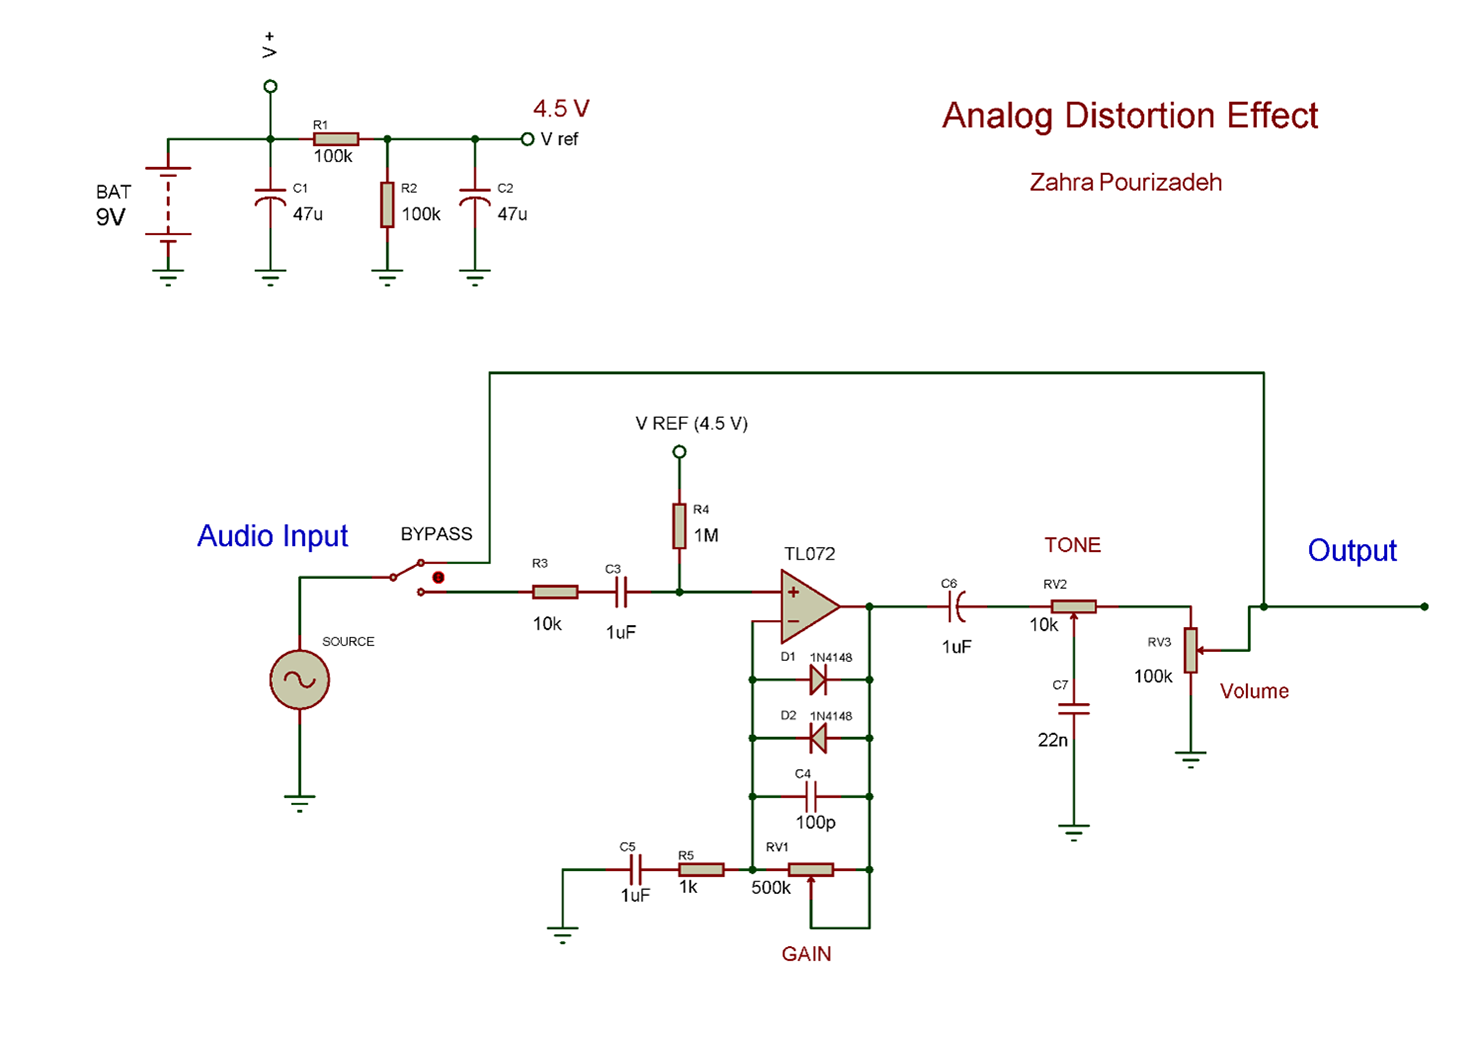 V+
4.5 V
V ref
R1
100k
BAT
9V
C1
47u
R2
100k
C2
47u
Analog Distortion Effect
Zahra Pourizadeh
V REF (4.5 V)
R4
1M
Audio Input
BYPASS
SOURCE
R3
10k
C3
1uF
TL072
+
−
D1
1N4148
D2
1N4148
C4
100p
C5
1uF
R5
1k
RV1
500k
GAIN
C6
1uF
TONE
RV2
10k
C7
22n
RV3
100k
Volume
Output